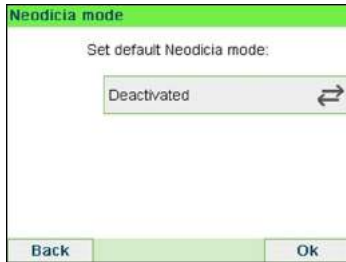 Neodicia mode
Set default Neodicia mode:
Deactivated
Back
Ok